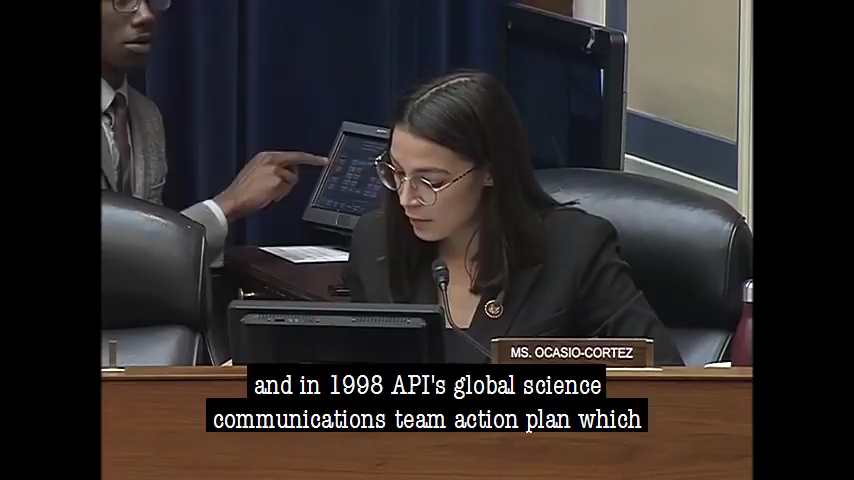 MS. OCASIO-CORTEZ
and in 1998 API's global science
communications team action plan which